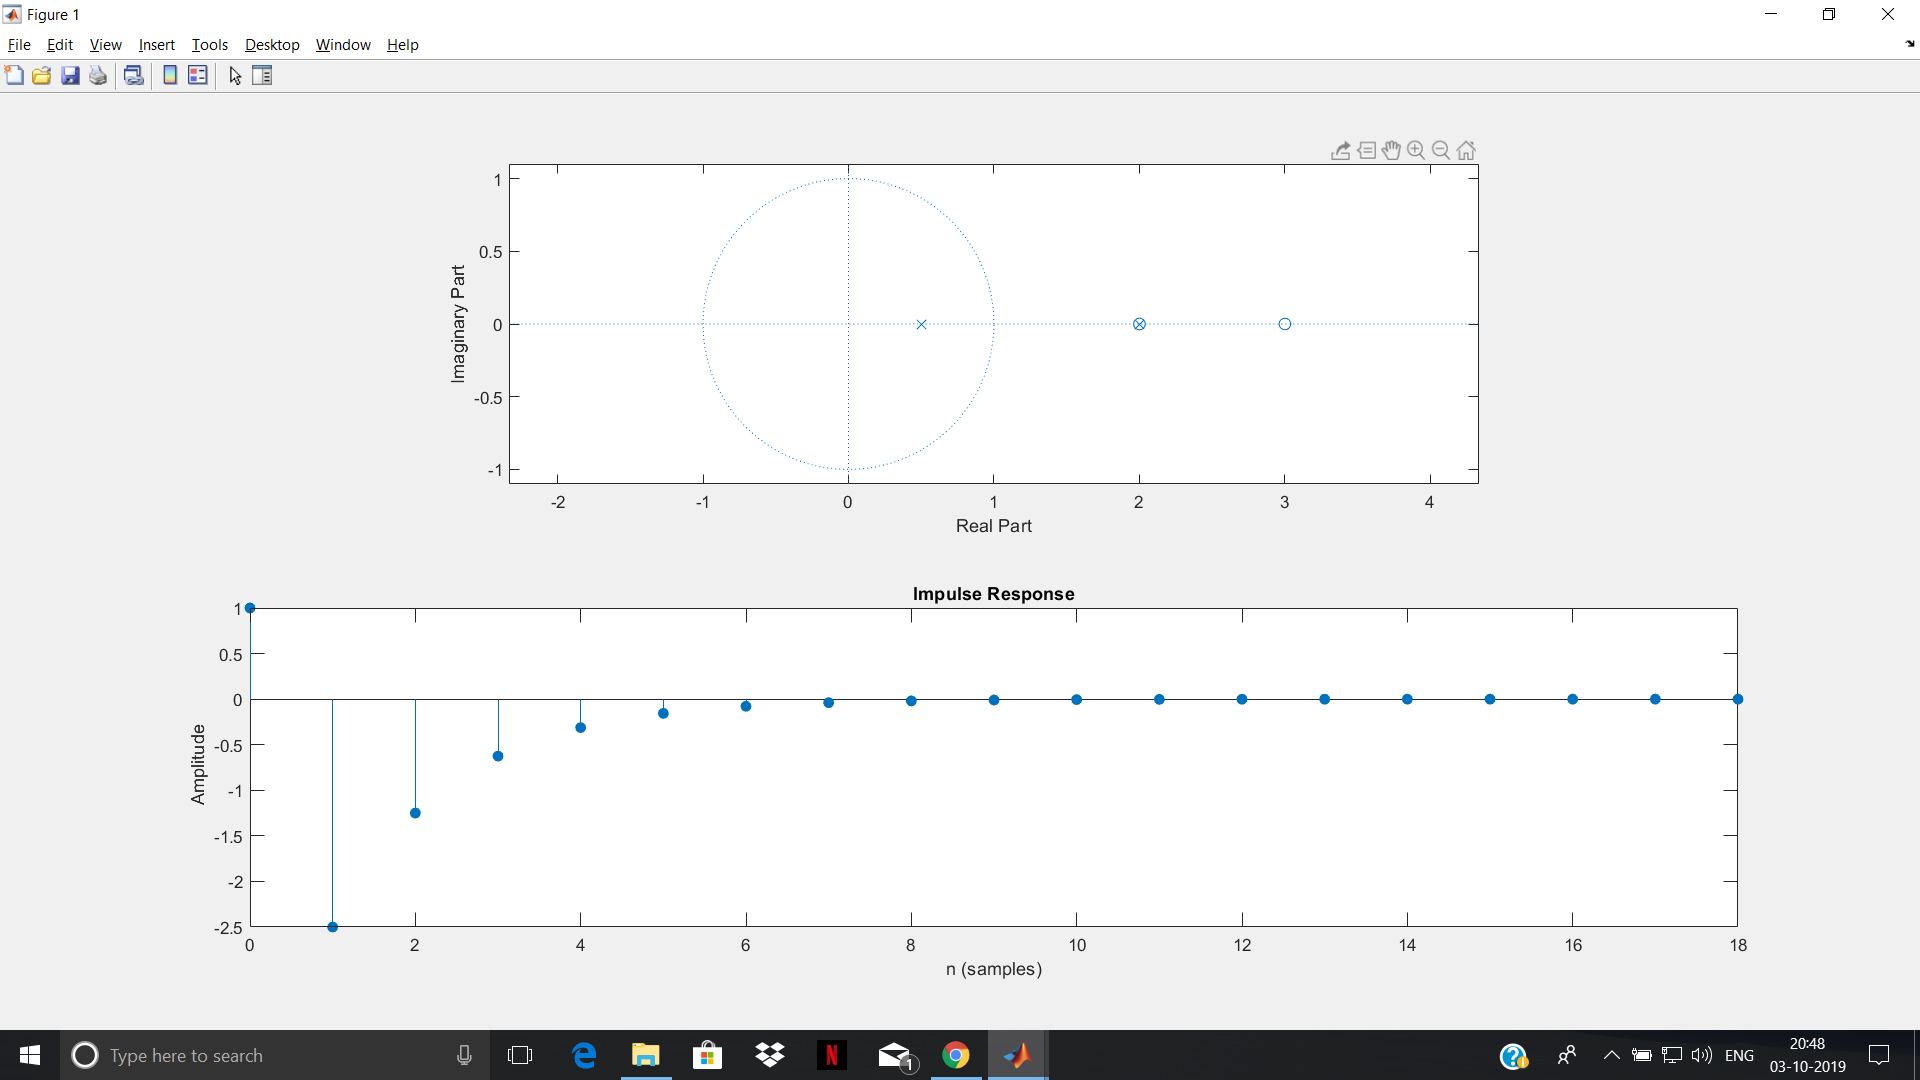 Figure 1
File Edit View Insert Tools Desktop Window Help
1
0.5
0
-0.5
-1
Imaginary Part
-2 -1 0 1 2 3 4
Real Part
Impulse Response
1
0.5
0
-0.5
-1
-1.5
-2
-2.5
Amplitude
0 2 4 6 8 10 12 14 16 18
n (samples)
Type here to search
N
1
?
ENG
20:48
03-10-2019